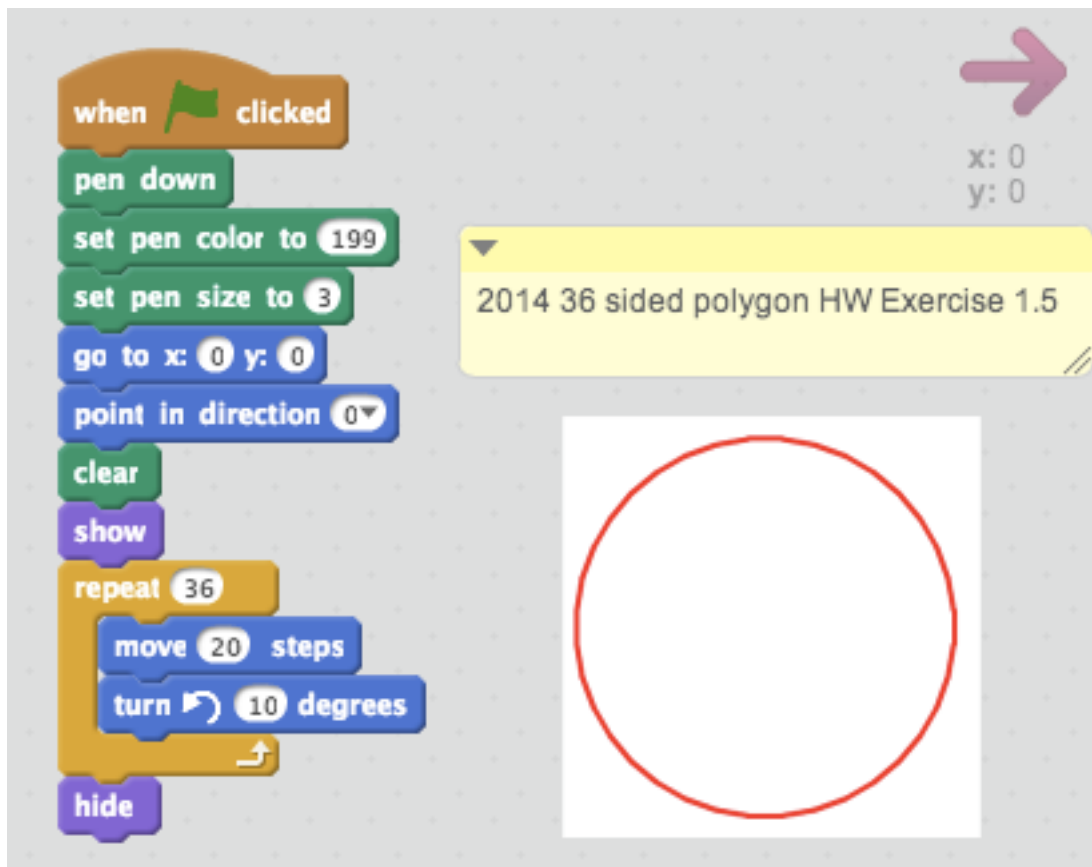 when clicked
pen down
set pen color to 199
set pen size to 3
go to x: 0 y: 0
point in direction 0
clear
show
repeat 36
move 20 steps
turn 10 degrees
hide
x: 0
y: 0
2014 36 sided polygon HW Exercise 1.5